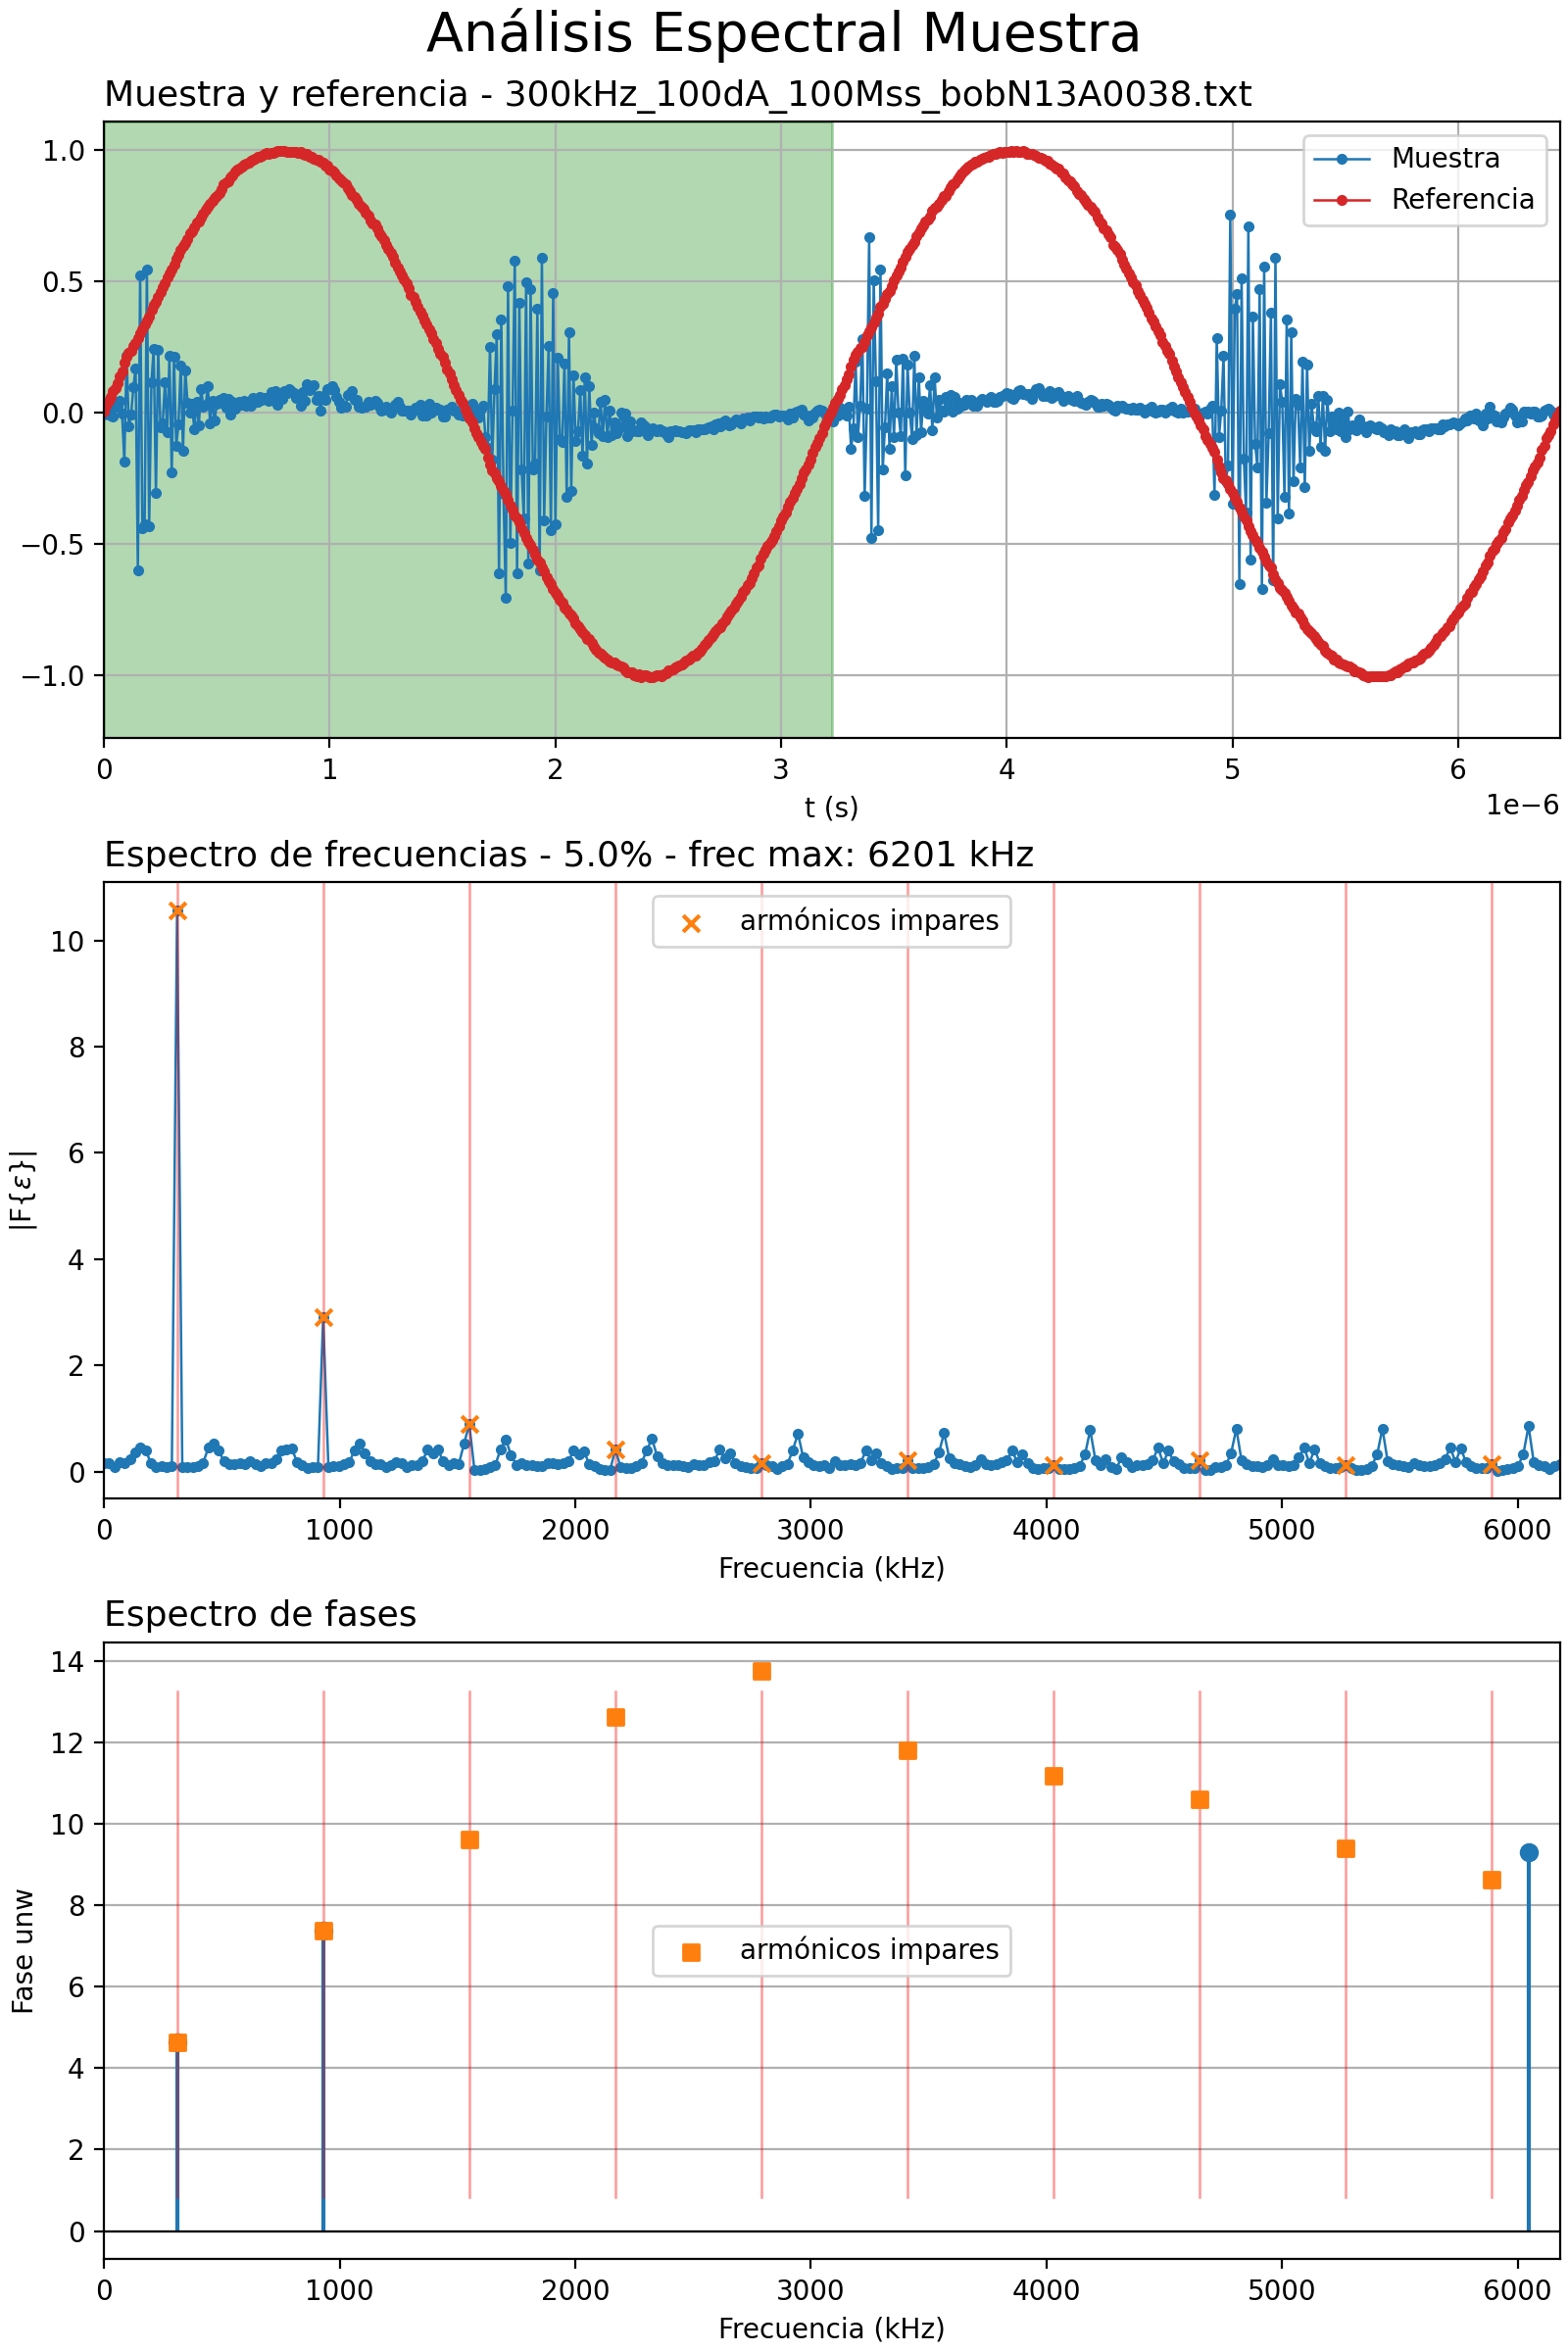 Análisis Espectral Muestra
Muestra y referencia - 300kHz_100dA_100Mss_bobN13A0038.txt
1.0
0.5
0.0
−0.5
−1.0
Muestra
Referencia
0 1 2 3 4 5 6
t (s)
1e−6
Espectro de frecuencias - 5.0% - frec max: 6201 kHz
armónicos impares
10
8
6
4
2
0
|F{ε}|
0 1000 2000 3000 4000 5000 6000
Frecuencia (kHz)
Espectro de fases
14
12
10
8
6
4
2
0
Fase unw
armónicos impares
0 1000 2000 3000 4000 5000 6000
Frecuencia (kHz)